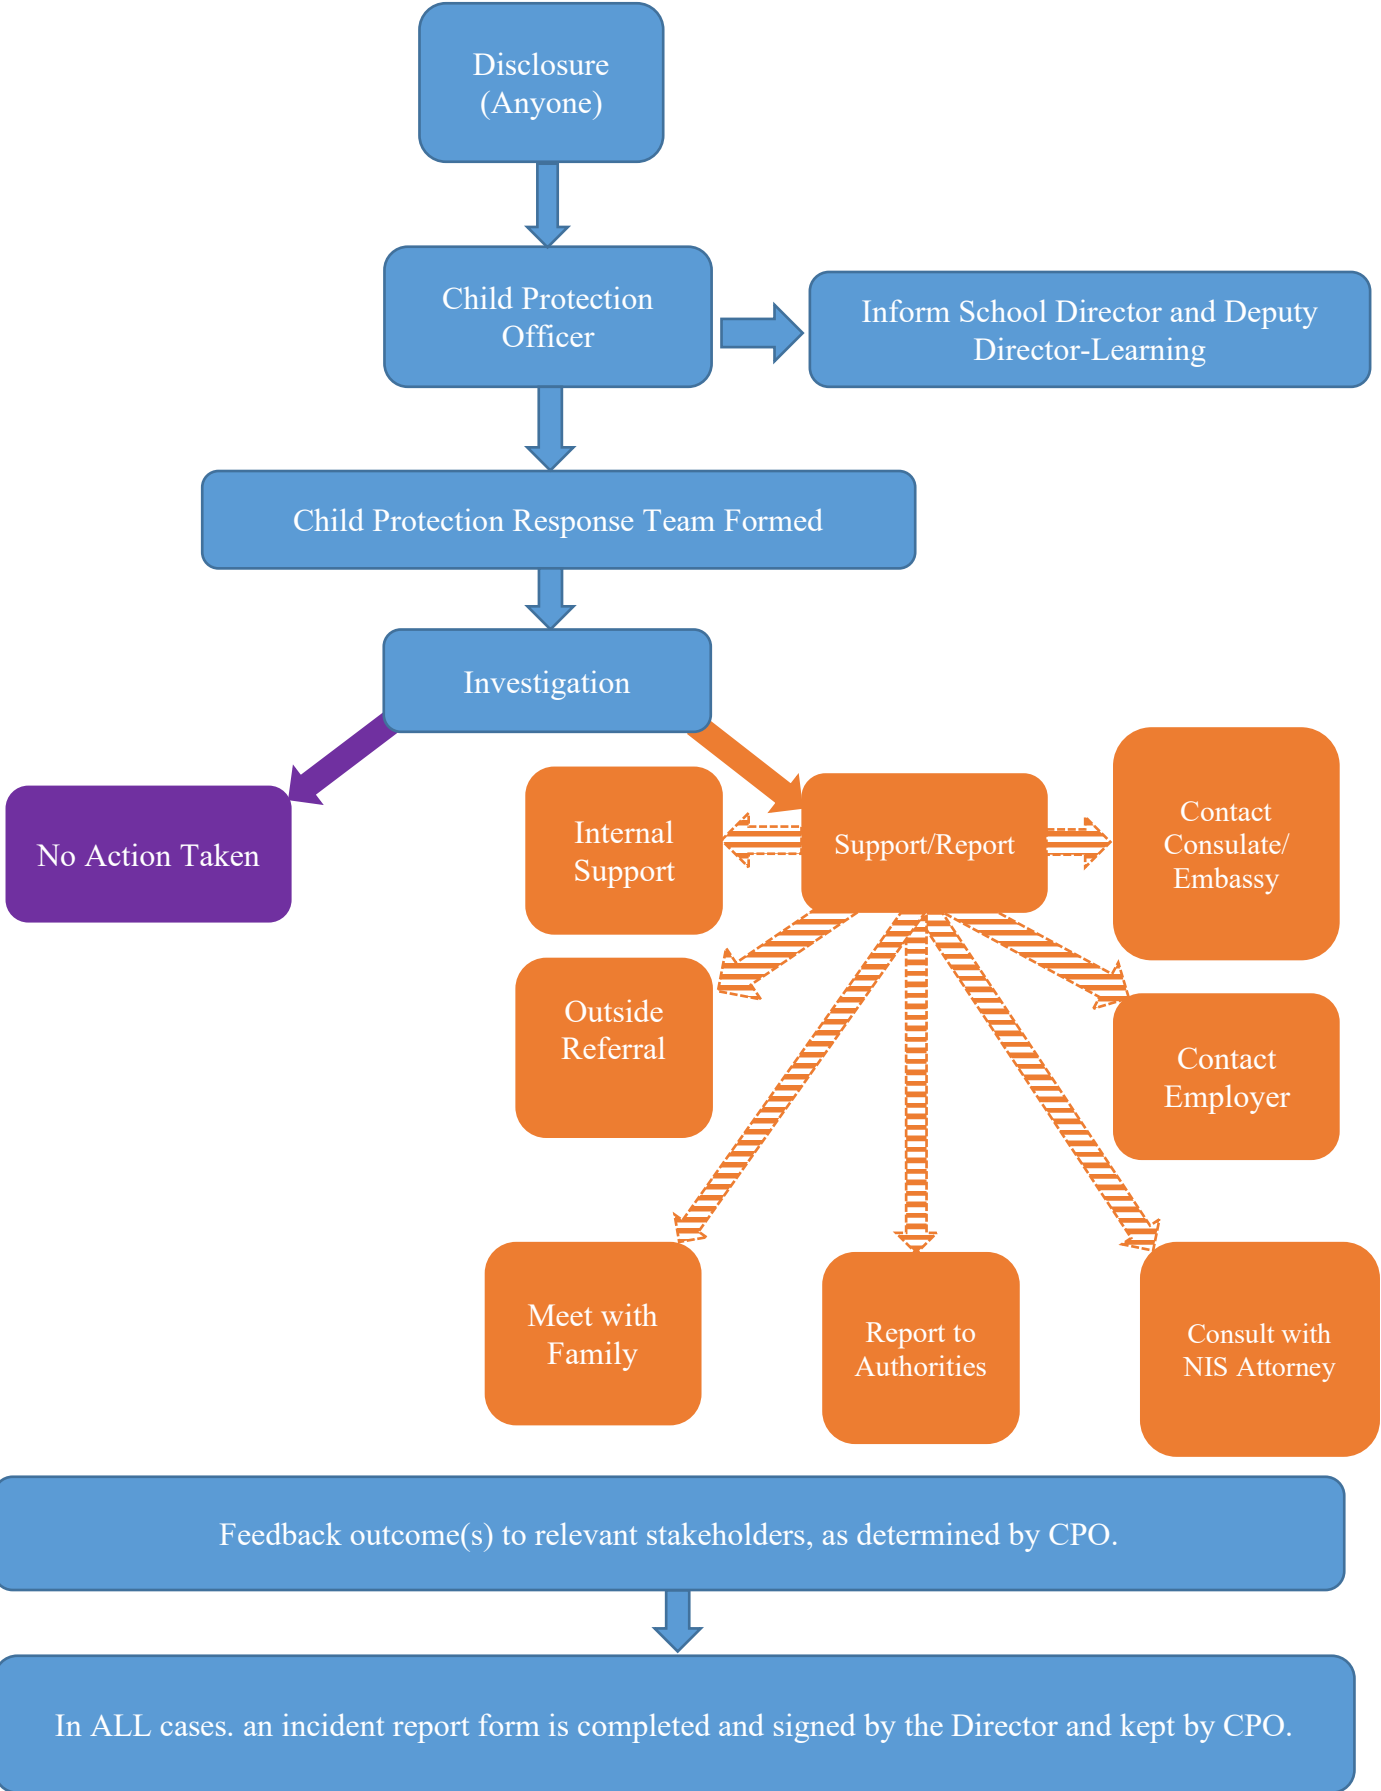 Disclosure
(Anyone)
Child Protection
Officer
Inform School Director and Deputy
Director-Learning
Child Protection Response Team Formed
Investigation
No Action Taken
Internal
Support
Support/Report
Contact
Consulate/
Embassy
Outside
Referral
Contact
Employer
Meet with
Family
Report to
Authorities
Consult with
NIS Attorney
Feedback outcome(s) to relevant stakeholders, as determined by CPO.
In ALL cases. an incident report form is completed and signed by the Director and kept by CPO.